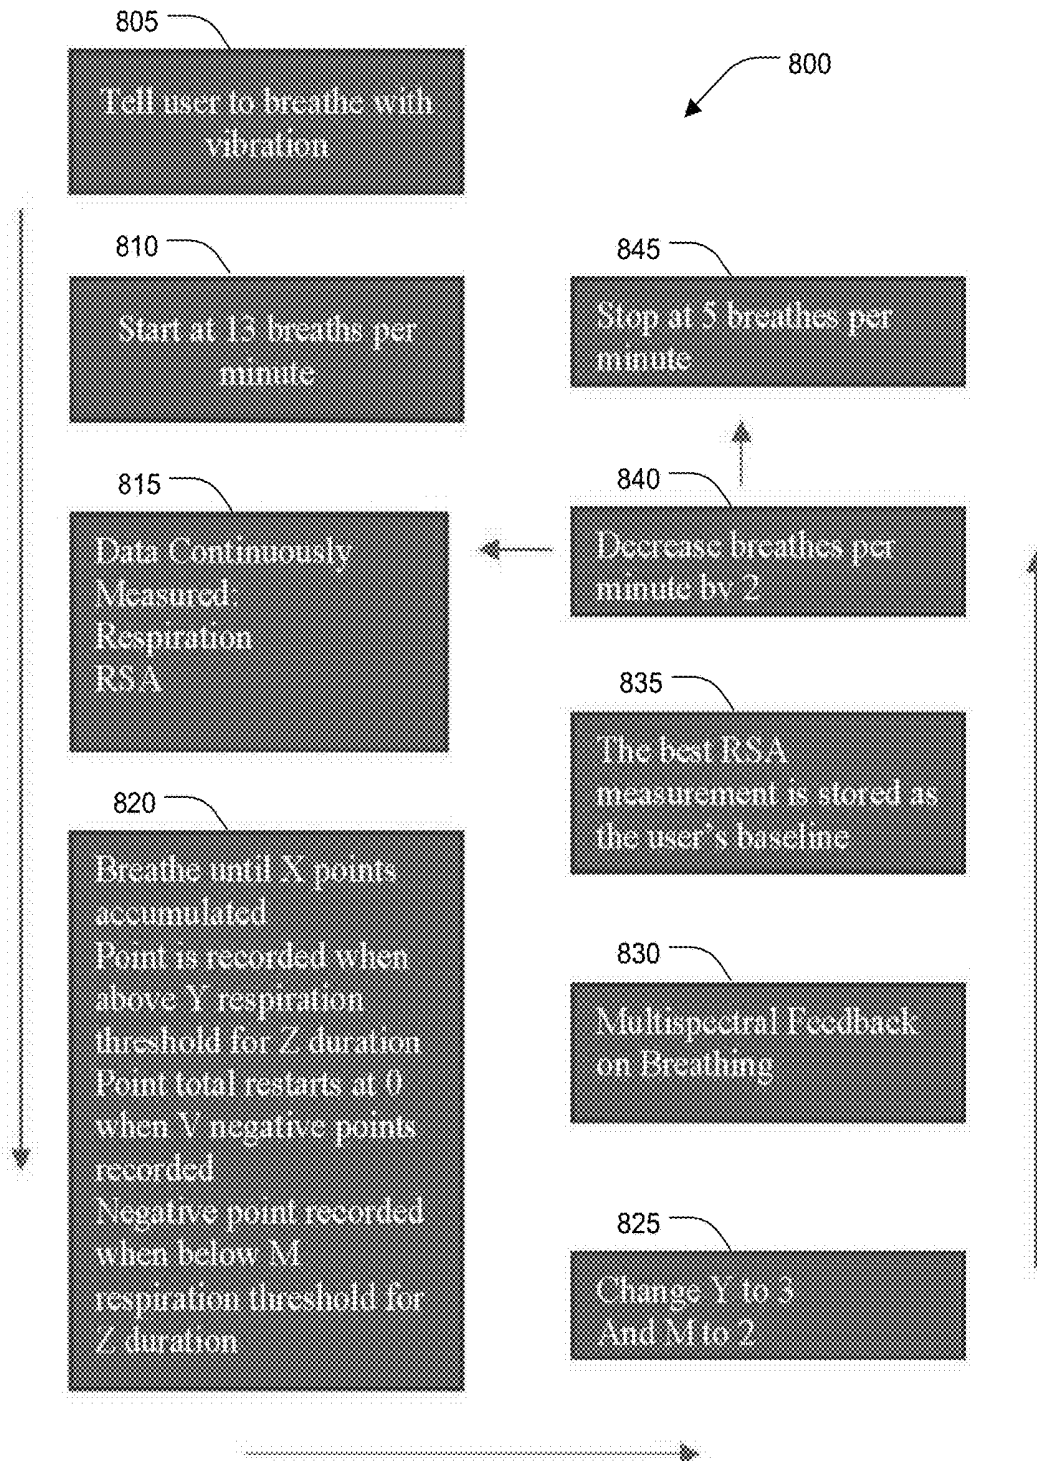 805
Tell user to breathe with
vibration
800
810
Start at 13 breaths per
minute
815
Data Continuously
Measured:
Respiration
RSA
820
Breathe until X points
accumulated
Point is recorded when
above Y respiration
threshold for Z duration
Point total restarts at 0
when V negative points
recorded
Negative point recorded
when below M
respiration threshold for
Z duration
845
Stop at 5 breathes per
minute
840
Decrease breathes per
minute by 2
835
The best RSA
measurement is stored as
the user's baseline
830
Multispectral Feedback
on Breathing
825
Change Y to 3
And M to 2